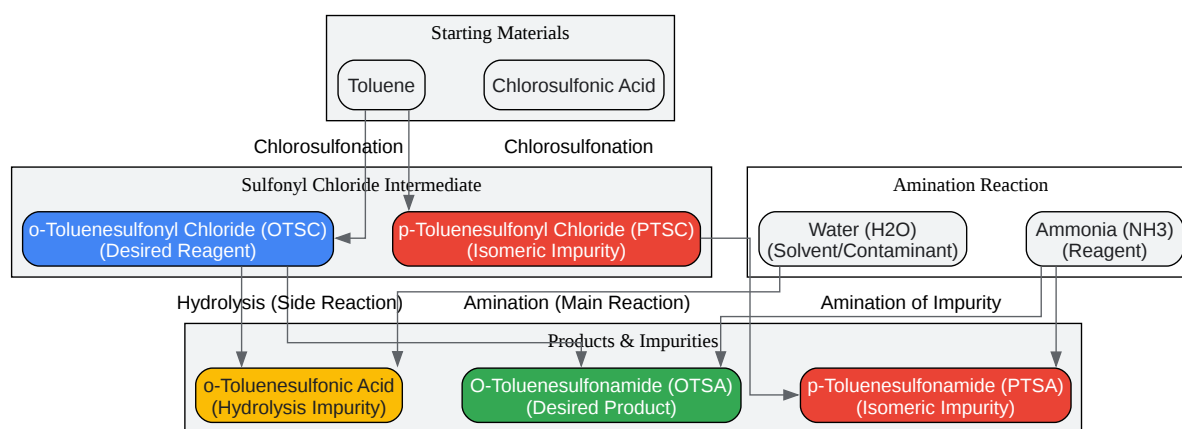 Starting Materials
Toluene
Chlorosulfonic Acid
Chlorosulfonation
Chlorosulfonation
Sulfonyl Chloride Intermediate
Amination Reaction
o-Toluenesulfonyl Chloride (OTSC)
(Desired Reagent)
p-Toluenesulfonyl Chloride (PTSC)
(Isomeric Impurity)
Water (H2O)
(Solvent/Contaminant)
Ammonia (NH3)
(Reagent)
Hydrolysis (Side Reaction)
Amination (Main Reaction)
Amination of Impurity
Products & Impurities
o-Toluenesulfonic Acid
(Hydrolysis Impurity)
O-Toluenesulfonamide (OTSA)
(Desired Product)
p-Toluenesulfonamide (PTSA)
(Isomeric Impurity)